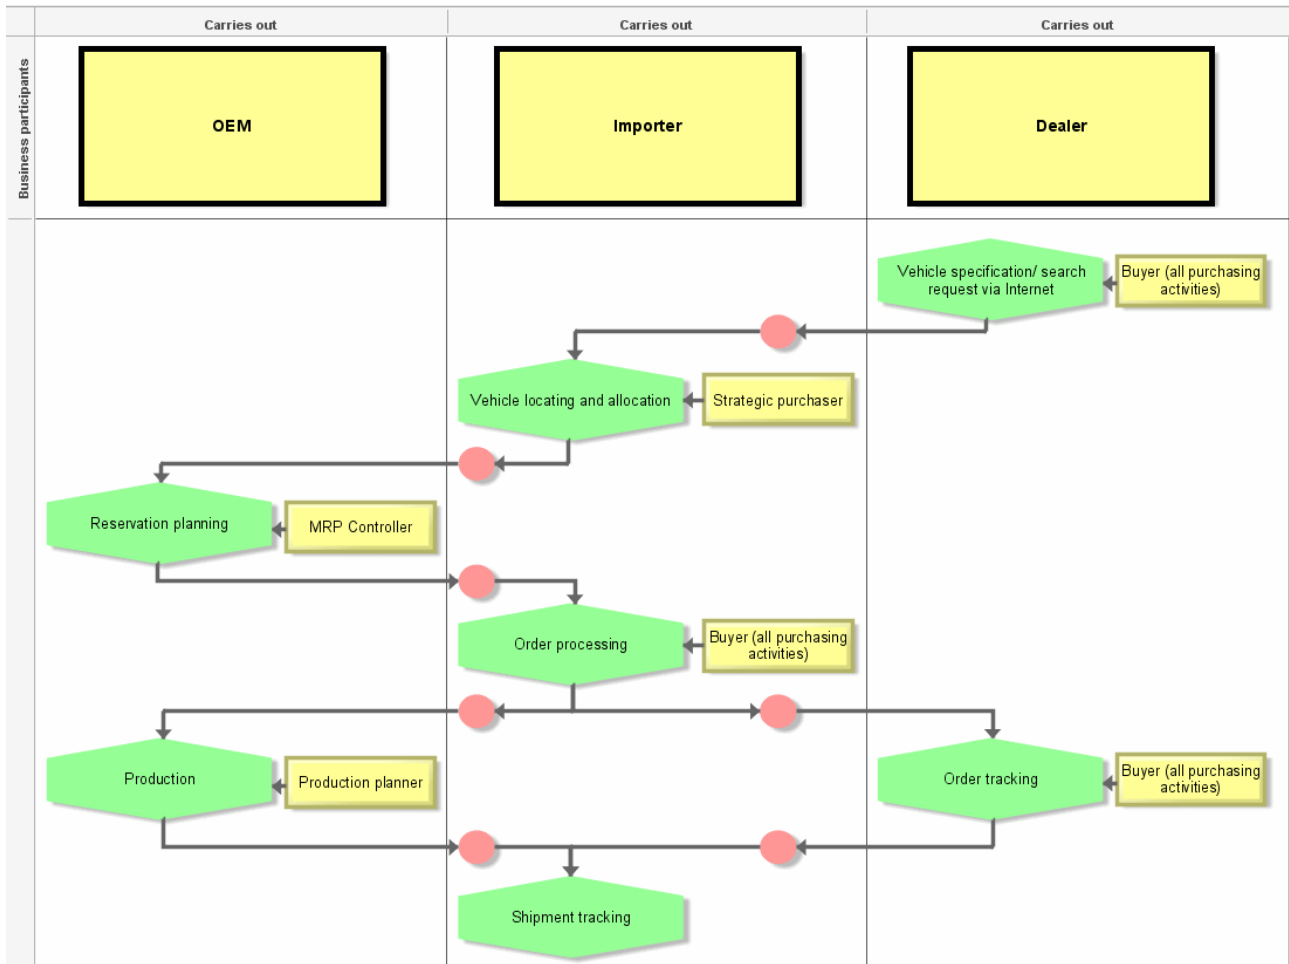 Carries out
Carries out
Carries out
Business participants
OEM
Importer
Dealer
Vehicle specification/ search
request via Internet
Buyer (all purchasing
activities)
Vehicle locating and allocation
Strategic purchaser
Reservation planning
MRP Controller
Order processing
Buyer (all purchasing
activities)
Production
Production planner
Order tracking
Buyer (all purchasing
activities)
Shipment tracking